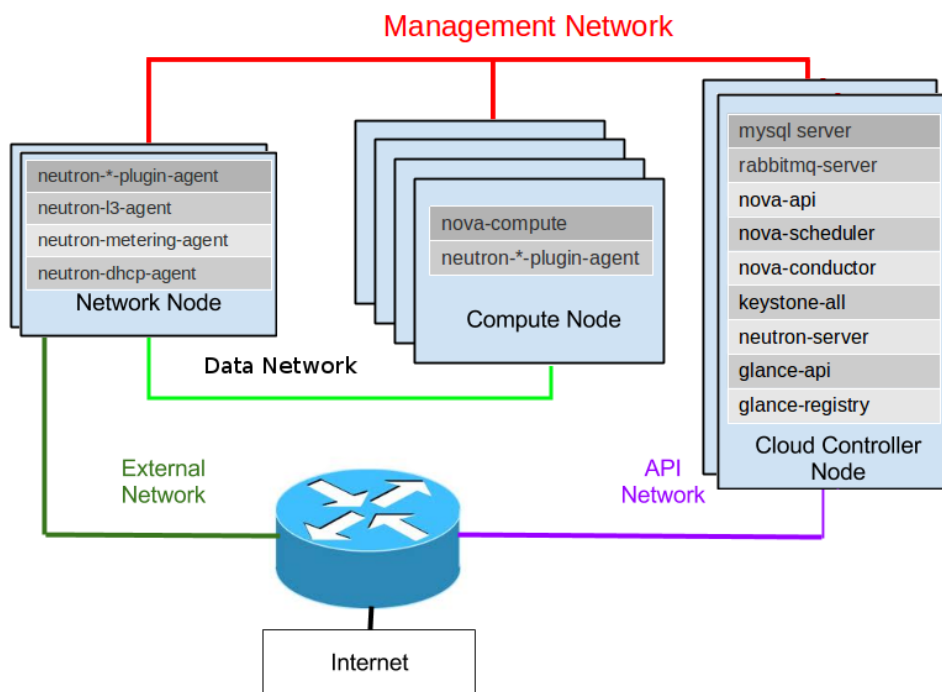 Management Network
neutron-*-plugin-agent
neutron-l3-agent
neutron-metering-agent
neutron-dhcp-agent
Network Node
nova-compute
neutron-*-plugin-agent
Compute Node
mysql server
rabbitmq-server
nova-api
nova-scheduler
nova-conductor
keystone-all
neutron-server
glance-api
glance-registry
Cloud Controller
Node
Data Network
External
Network
API
Network
Internet